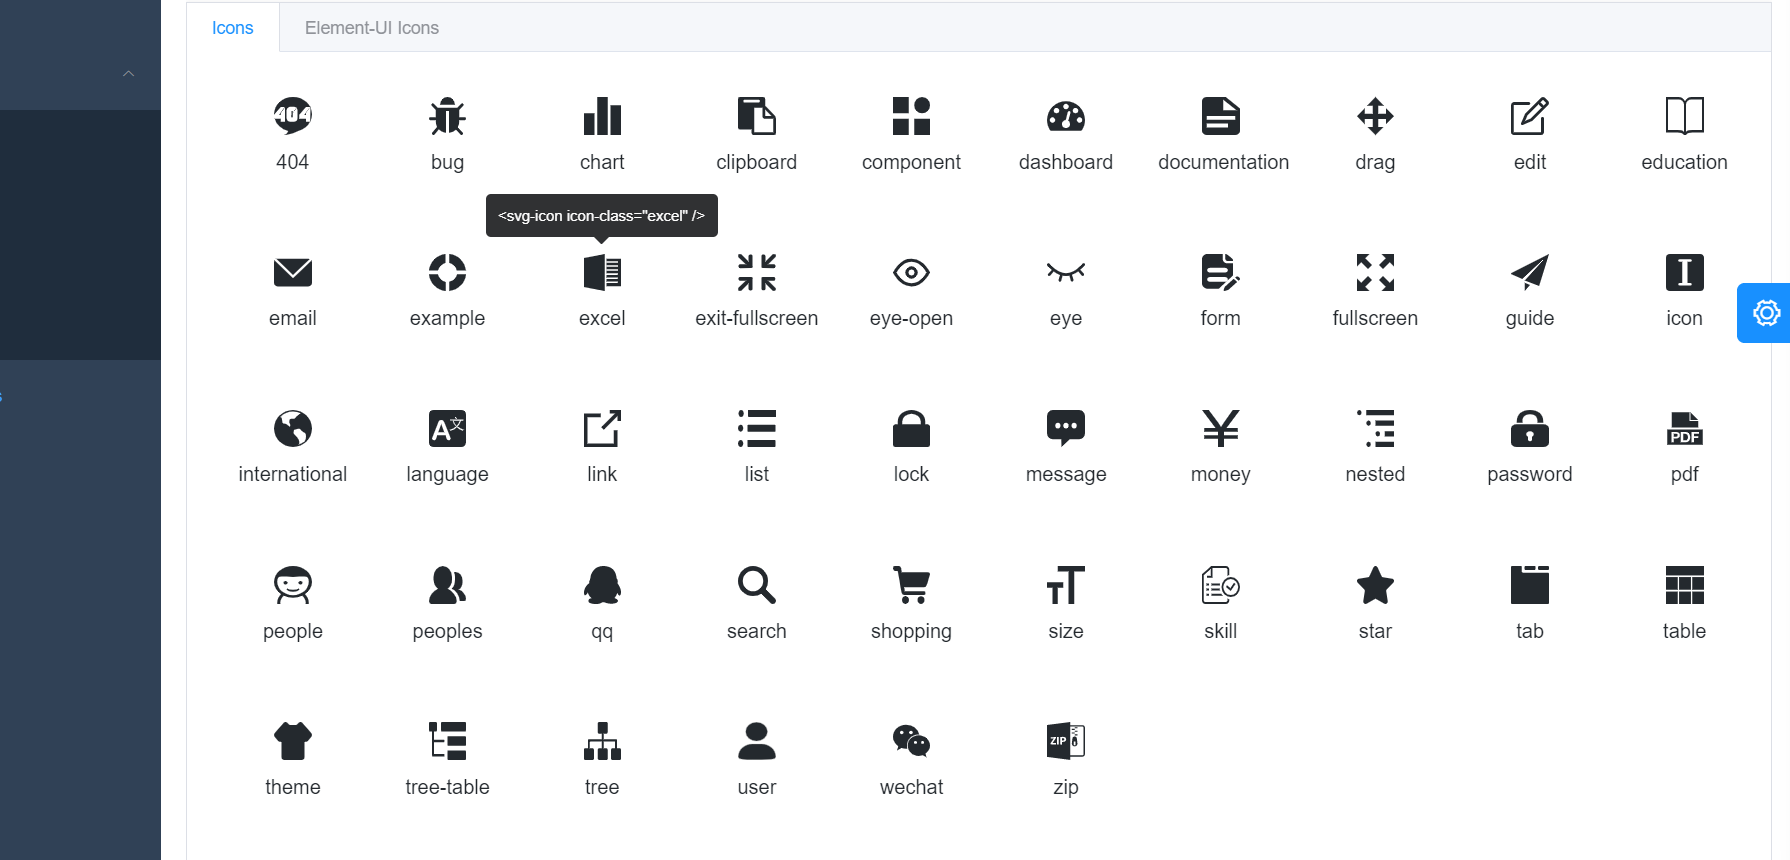 Icons Element-UI Icons
404
404 bug chart clipboard component dashboard documentation drag edit education
<svg-icon icon-class="excel" />
email example excel exit-fullscreen eye-open eye form fullscreen guide icon
A文
PDF
international language link list lock message money nested password pdf
people peoples qq search shopping size skill star tab table
ZIP
theme tree-table tree user wechat zip